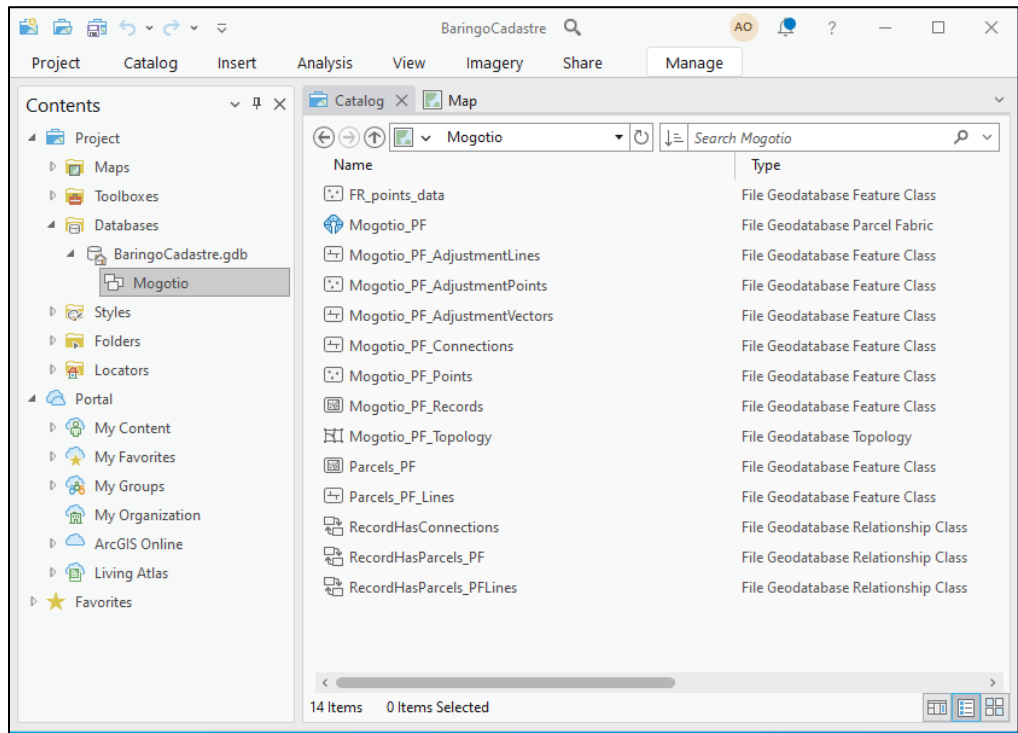 BaringoCadastre AO ?
Project Catalog Insert Analysis View Imagery Share Manage
Contents
Project
Maps
Toolboxes
Databases
BaringoCadastre.gdb
Mogotio
Styles
Folders
Locators
Portal
My Content
My Favorites
My Groups
My Organization
ArcGIS Online
Living Atlas
Favorites
Catalog Map
Mogotio Search Mogotio
Name Type
FR_points_data File Geodatabase Feature Class
Mogotio_PF File Geodatabase Parcel Fabric
Mogotio_PF_AdjustmentLines File Geodatabase Feature Class
Mogotio_PF_AdjustmentPoints File Geodatabase Feature Class
Mogotio_PF_AdjustmentVectors File Geodatabase Feature Class
Mogotio_PF_Connections File Geodatabase Feature Class
Mogotio_PF_Points File Geodatabase Feature Class
Mogotio_PF_Records File Geodatabase Feature Class
Mogotio_PF_Topology File Geodatabase Topology
Parcels_PF File Geodatabase Feature Class
Parcels_PF_Lines File Geodatabase Feature Class
RecordHasConnections File Geodatabase Relationship Class
RecordHasParcels_PF File Geodatabase Relationship Class
RecordHasParcels_PFLines File Geodatabase Relationship Class
14 Items 0 Items Selected